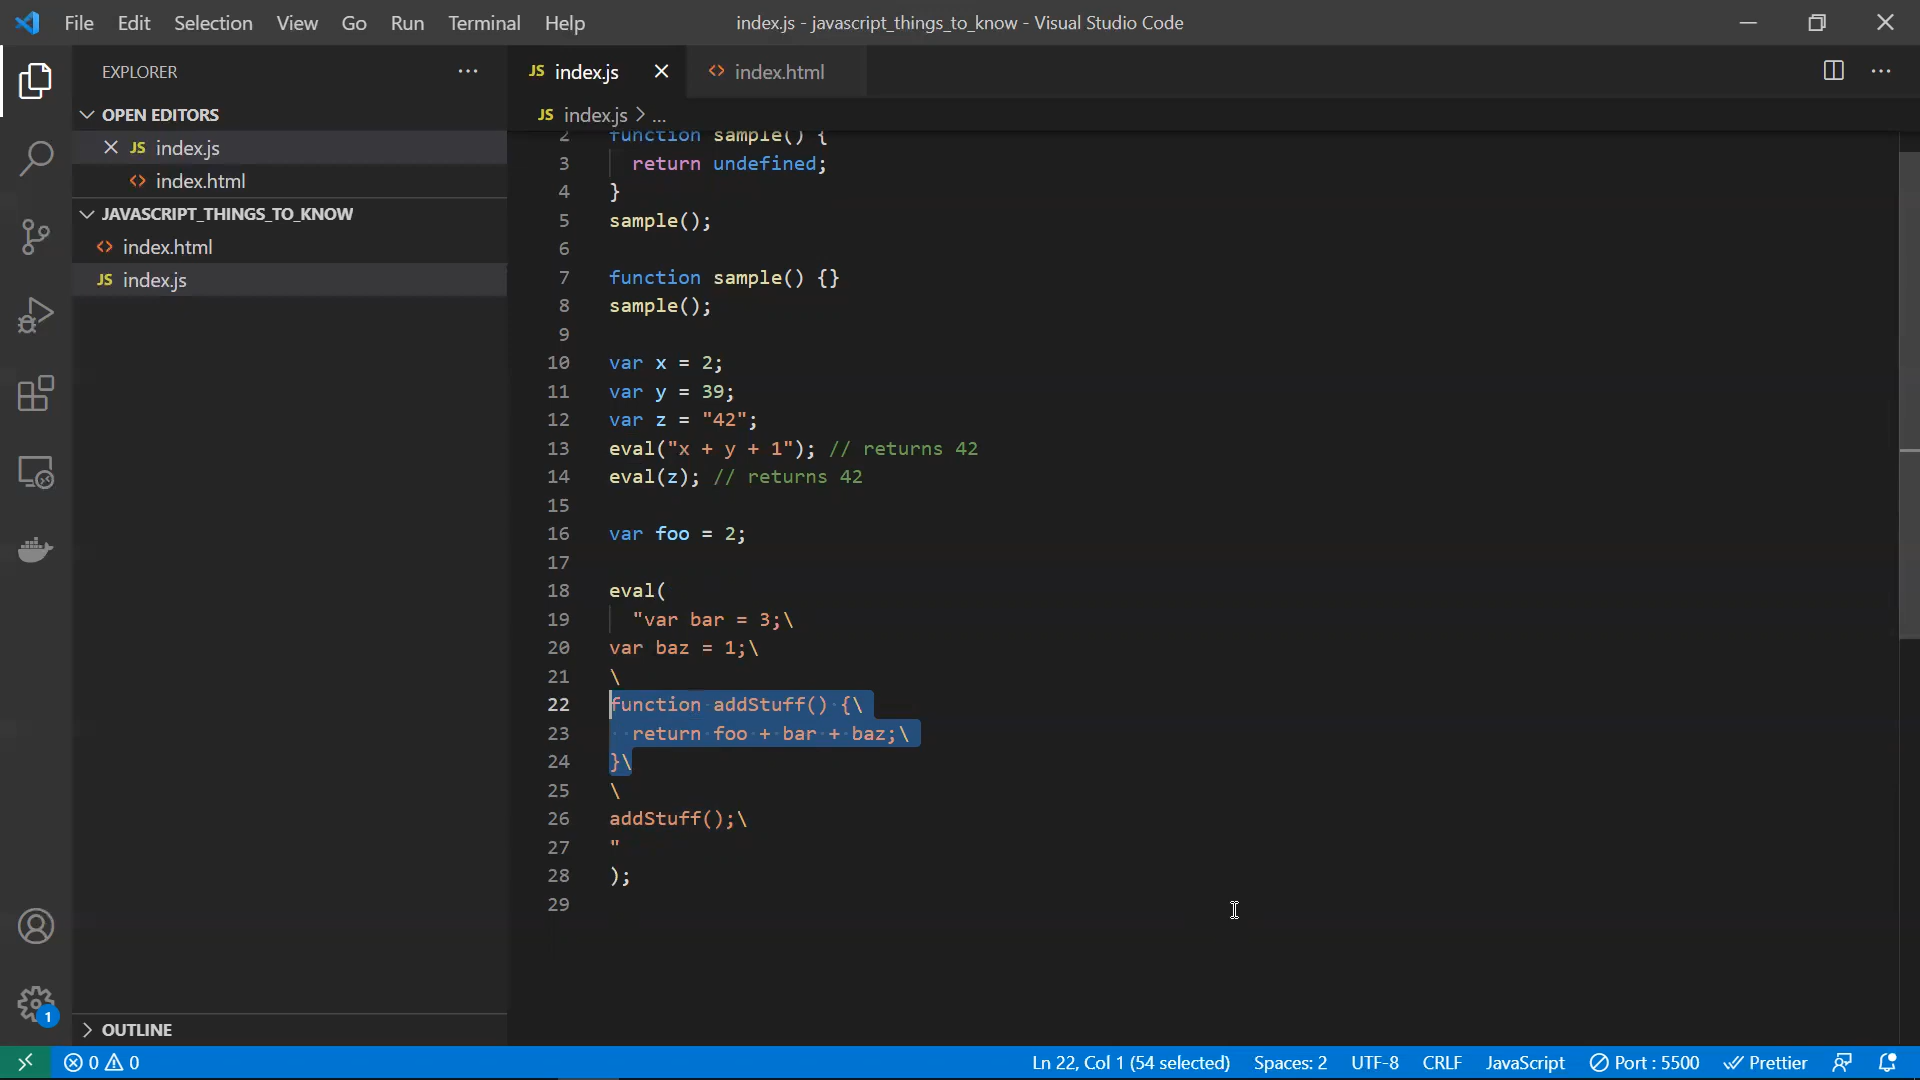 File Edit Selection View Go Run Terminal Help index.js - javascript_things_to_know - Visual Studio Code
EXPLORER ···
JS index.js
<> index.html
OPEN EDITORS
JS index.js > ...
JS index.js
<> index.html
JAVASCRIPT_THINGS_TO_KNOW
<> index.html
JS index.js
2 function sample() {
3 return undefined;
4 }
5 sample();
6
7 function sample() {}
8 sample();
9
10 var x = 2;
11 var y = 39;
12 var z = "42";
13 eval("x + y + 1"); // returns 42
14 eval(z); // returns 42
15
16 var foo = 2;
17
18 eval(
19 "var bar = 3;\
20 var baz = 1;\
21 \
22 function addStuff() {\
23 return foo + bar + baz;\
24 }\
25 \
26 addStuff();\
27 "
28 );
29
1
OUTLINE
0 0 Ln 22, Col 1 (54 selected) Spaces: 2 UTF-8 CRLF JavaScript Port : 5500 Prettier